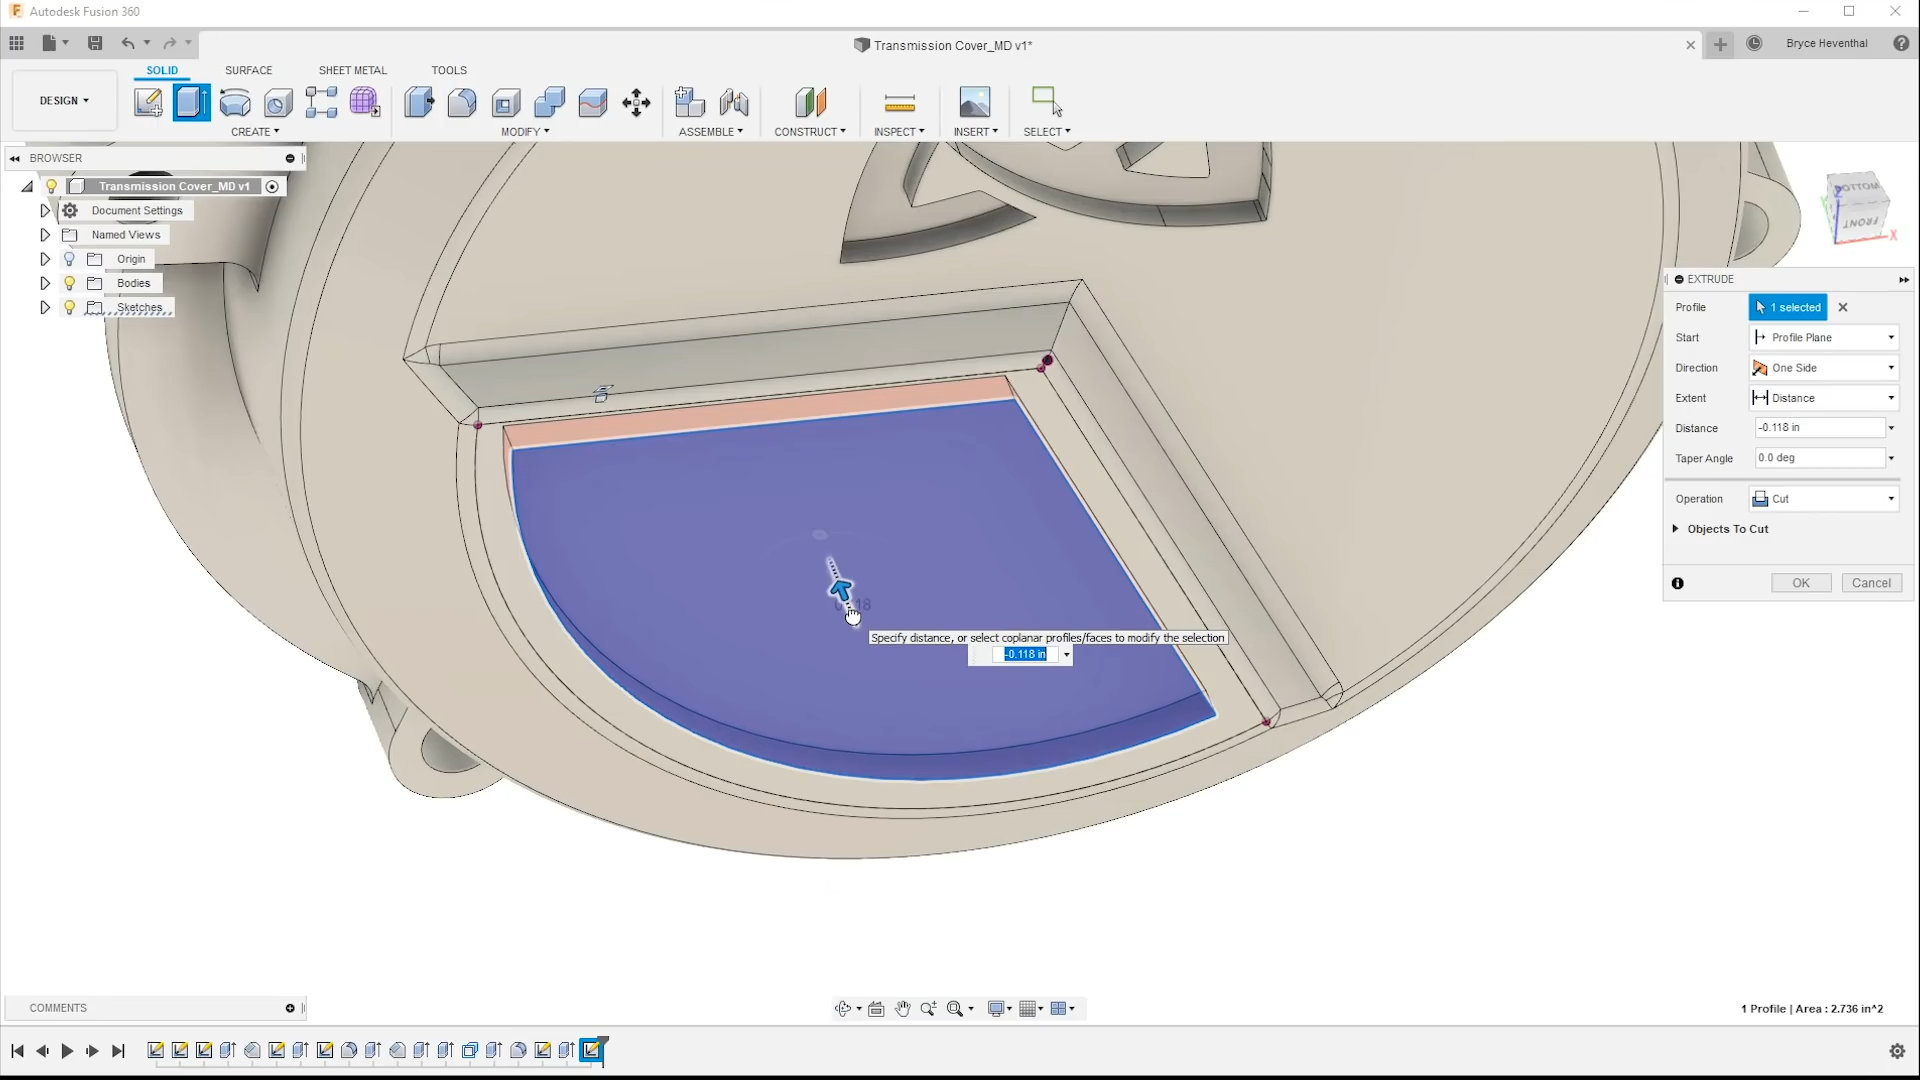 Autodesk Fusion 360
Transmission Cover_MD v1*
Bryce Heventhal
DESIGN
SOLID
SURFACE
SHEET METAL
TOOLS
CREATE
MODIFY
ASSEMBLE
CONSTRUCT
INSPECT
INSERT
SELECT
BROWSER
Transmission Cover_MD v1
Document Settings
Named Views
Origin
Bodies
Sketches
BOTTOM
FRONT
X
EXTRUDE
Profile 1 selected
Start Profile Plane
Direction One Side
Extent Distance
Distance -0.118 in
Taper Angle 0.0 deg
Operation Cut
Objects To Cut
OK Cancel
Specify distance, or select coplanar profiles/faces to modify the selection
-0.118 in
COMMENTS
1 Profile | Area : 2.736 in^2